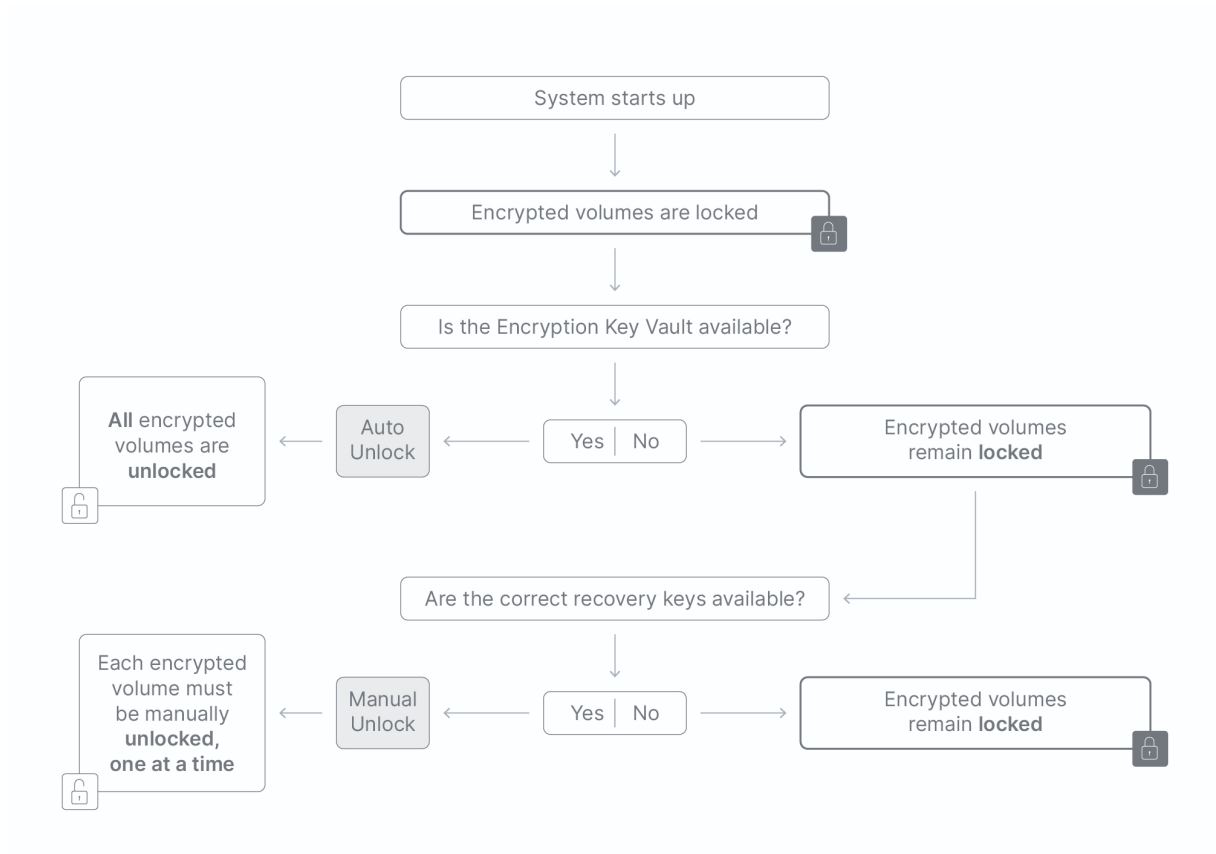 System starts up
Encrypted volumes are locked
Is the Encryption Key Vault available?
All encrypted
volumes are
unlocked
Auto
Unlock
Yes | No
Encrypted volumes
remain locked
Are the correct recovery keys available?
Each encrypted
volume must
be manually
unlocked,
one at a time
Manual
Unlock
Yes | No
Encrypted volumes
remain locked